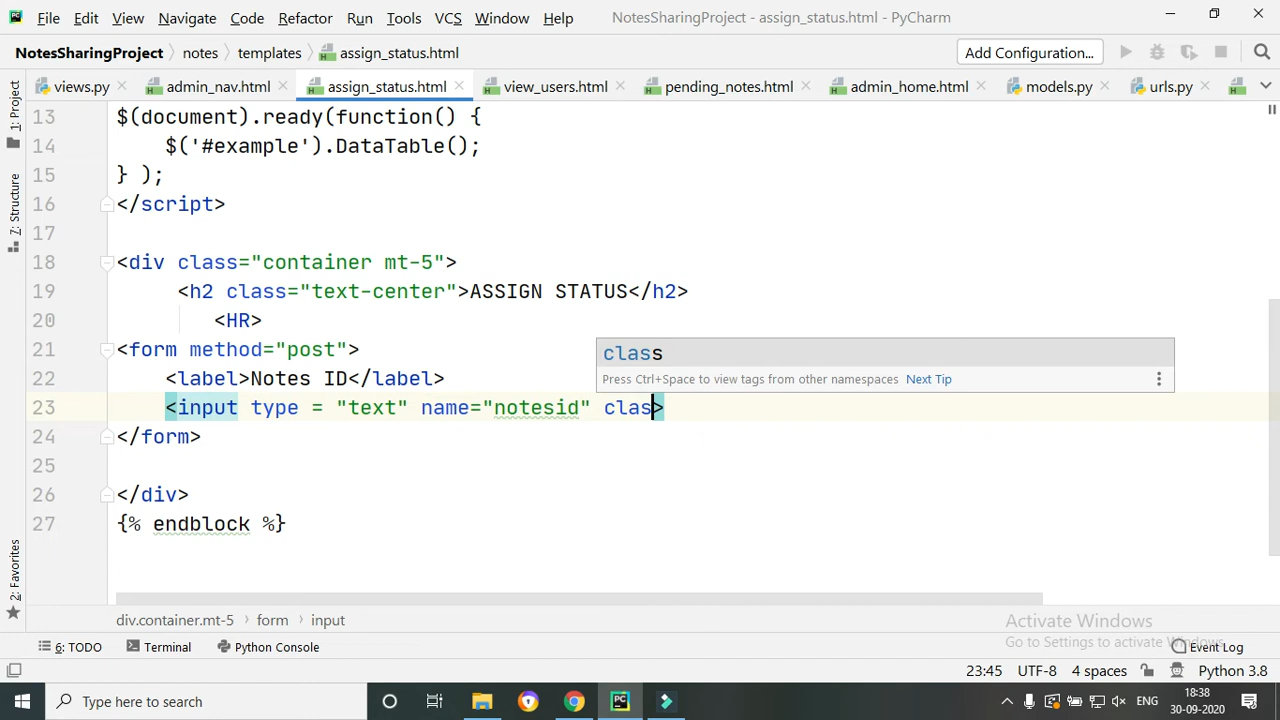 File Edit View Navigate Code Refactor Run Tools VCS Window Help NotesSharingProject - assign_status.html - PyCharm
NotesSharingProject notes templates assign_status.html Add Configuration...
views.py admin_nav.html assign_status.html view_users.html pending_notes.html admin_home.html models.py urls.py
1: Project
7: Structure
2: Favorites
13 $(document).ready(function() {
14 $('#example').DataTable();
15 } );
16 </script>
17
18 <div class="container mt-5">
19 <h2 class="text-center">ASSIGN STATUS</h2>
20 <HR>
21 <form method="post">
22 <label>Notes ID</label>
23 <input type = "text" name="notesid" clas>
24 </form>
25
26 </div>
27 {% endblock %}
class
Press Ctrl+Space to view tags from other namespaces Next Tip
div.container.mt-5 form input
Activate Windows
Go to Settings to activate Windows.
6: TODO Terminal Python Console Event Log
23:45 UTF-8 4 spaces Python 3.8
Type here to search
PC
ENG
18:38
30-09-2020